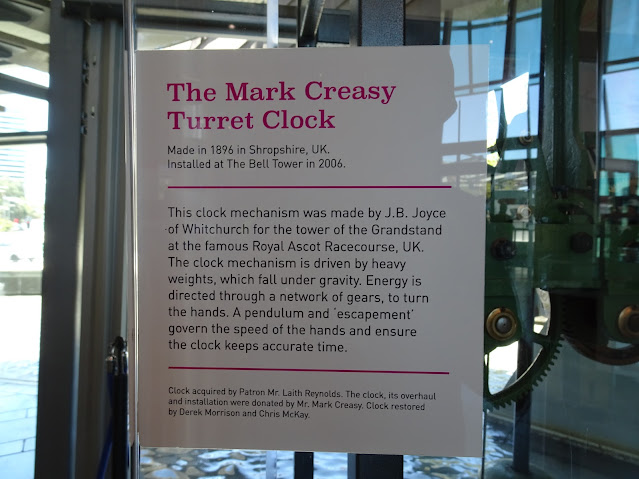 The Mark Creasy
Turret Clock
Made in 1896 in Shropshire, UK.
Installed at The Bell Tower in 2006.
This clock mechanism was made by J.B. Joyce
of Whitchurch for the tower of the Grandstand
at the famous Royal Ascot Racecourse, UK.
The clock mechanism is driven by heavy
weights, which fall under gravity. Energy is
directed through a network of gears, to turn
the hands. A pendulum and ‘escapement’
govern the speed of the hands and ensure
the clock keeps accurate time.
Clock acquired by Patron Mr. Laith Reynolds. The clock, its overhaul
and installation were donated by Mr. Mark Creasy. Clock restored
by Derek Morrison and Chris McKay.